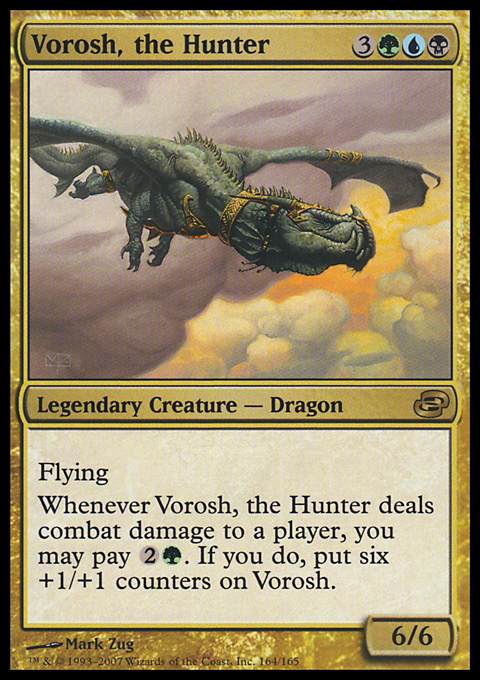 Vorosh, the Hunter 3
Legendary Creature — Dragon
Flying
Whenever Vorosh, the Hunter deals
combat damage to a player, you
may pay 2. If you do, put six
+1/+1 counters on Vorosh.
6/6
Mark Zug
™ & © 1993–2007 Wizards of the Coast, Inc. 164/165